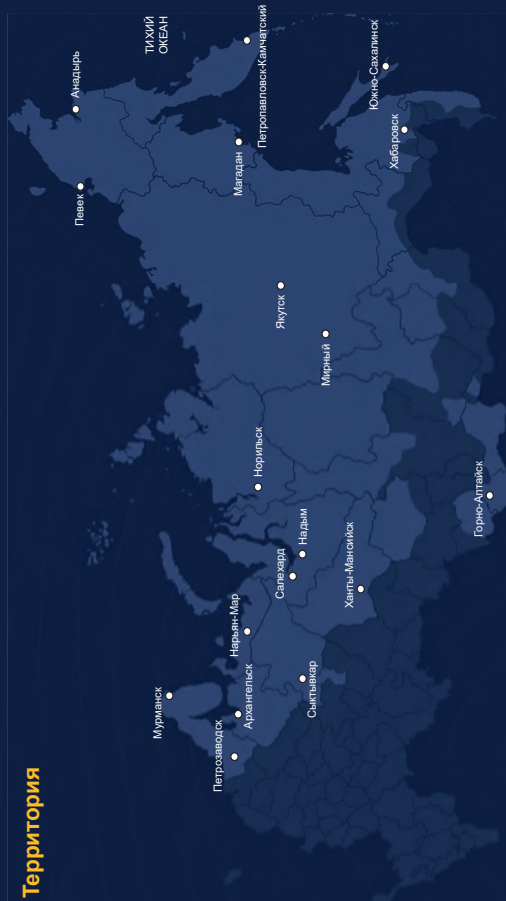 Территория
Мурманск
Петрозаводск
Архангельск
Нарьян-Мар
Сыктывкар
Салехард
Надым
Ханты-Мансийск
Норильск
Горно-Алтайск
Мирный
Якутск
Певек
Анадырь
Магадан
ТИХИЙ
ОКЕАН
Петропавловск-Камчатский
Хабаровск
Южно-Сахалинск